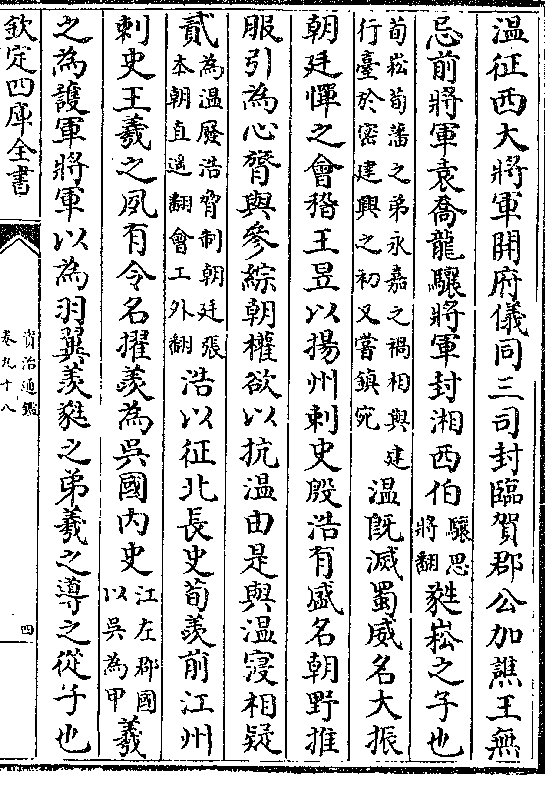 温征西大將軍開府儀同三司封臨賀郡公加譙王無
忌前將軍袁喬龍驤將軍封湘西伯驤思將翻蕤崧之子也
荀崧荀藩之弟永嘉之禍相與建行臺於密建興之初又嘗鎮宛温既滅蜀威名大振
朝廷憚之會稽王昱以揚州刺史殷浩有盛名朝野推
服引為心膂與參綜朝權欲以抗温由是與温寖相疑
貳為温廢浩脅制朝廷張本朝直遥翻會工外翻浩以征北長史荀羨前江州
刺史王羲之夙有令名擢羨為吳國内史江左郡國以吳為甲羲
之為護軍將軍以為羽翼羨蕤之弟羲之導之從子也
欽定四庫全書
資治通鑑
卷九十八
四